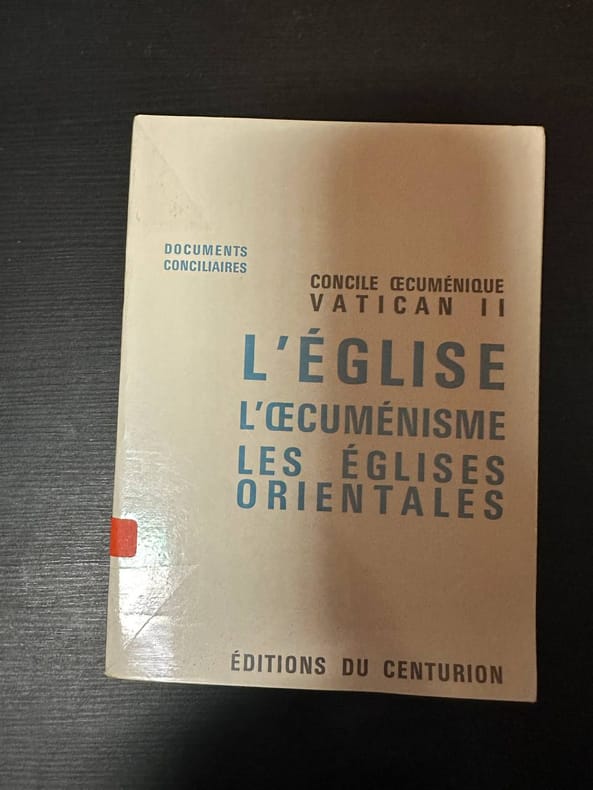 DOCUMENTS
CONCILIAIRES
CONCILE ŒCUMÉNIQUE
VATICAN II
L'ÉGLISE
L'ŒCUMÉNISME
LES ÉGLISES
ORIENTALES
ÉDITIONS DU CENTURION